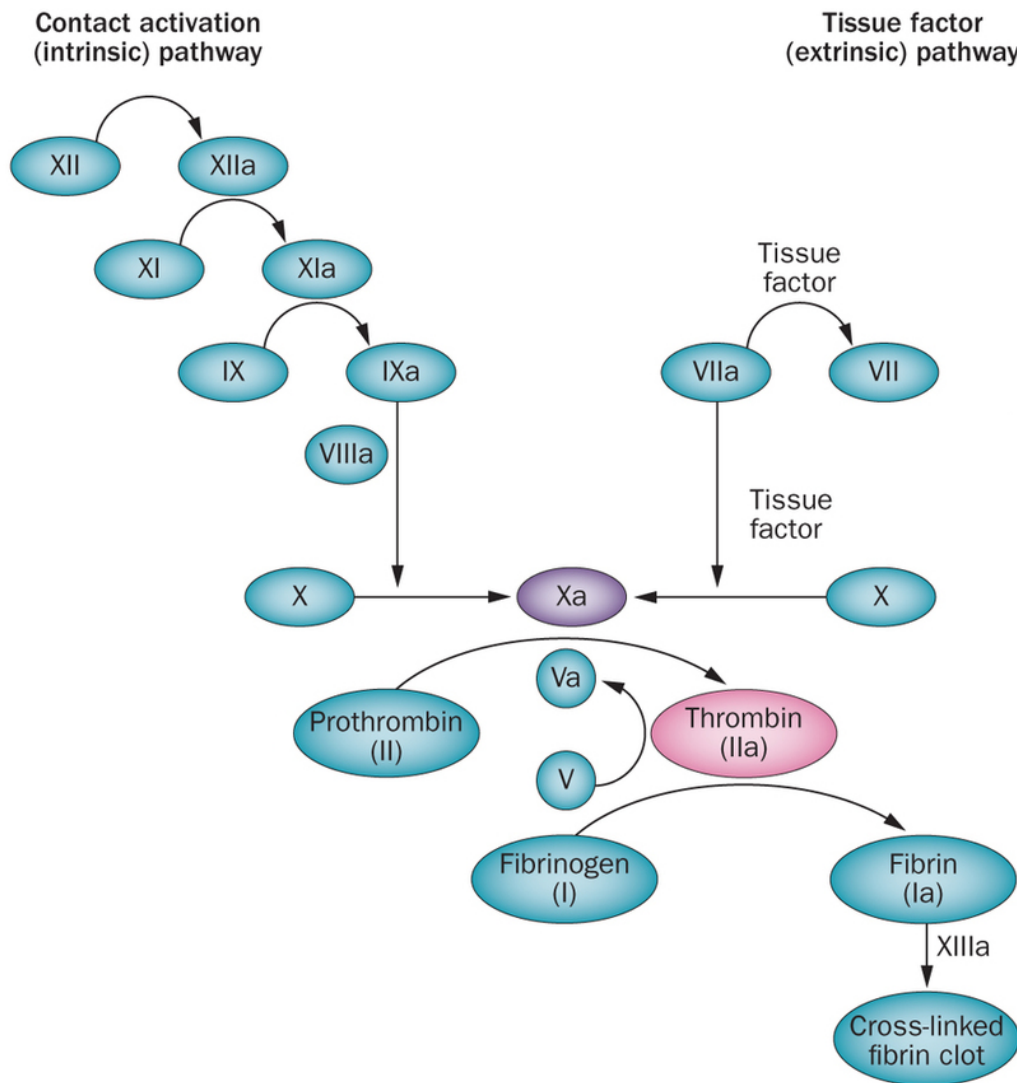 Contact activation
(intrinsic) pathway
Tissue factor
(extrinsic) pathway
XII
XIIa
XI
XIa
Tissue
factor
IX
IXa
VIIa
VII
VIIIa
Tissue
factor
X
Xa
X
Va
Prothrombin
(II)
Thrombin
(IIa)
V
Fibrinogen
(I)
Fibrin
(Ia)
XIIIa
Cross-linked
fibrin clot